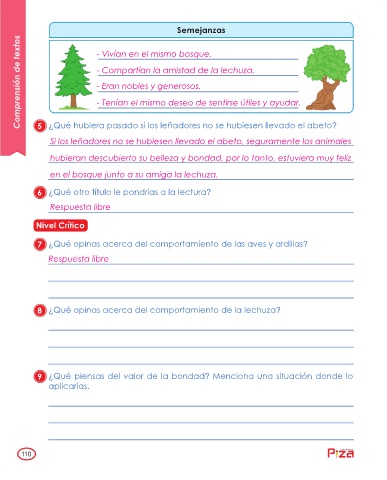 Semejanzas
Comprensión de textos
- Vivían en el mismo bosque.
- Compartían la amistad de la lechuza.
- Eran nobles y generosos.
- Tenían el mismo deseo de sentirse útiles y ayudar.
5 ¿Qué hubiera pasado si los leñadores no se hubiesen llevado el abeto?
Si los leñadores no se hubiesen llevado el abeto, seguramente los animales
hubieran descubierto su belleza y bondad, por lo tanto, estuviera muy feliz
en el bosque junto a su amiga la lechuza.
6 ¿Qué otro título le pondrías a la lectura?
Respuesta libre
Nivel Crítico
7 ¿Qué opinas acerca del comportamiento de las aves y ardillas?
Respuesta libre
8 ¿Qué opinas acerca del comportamiento de la lechuza?
9 ¿Qué piensas del valor de la bondad? Menciona una situación donde lo
aplicarías.
110